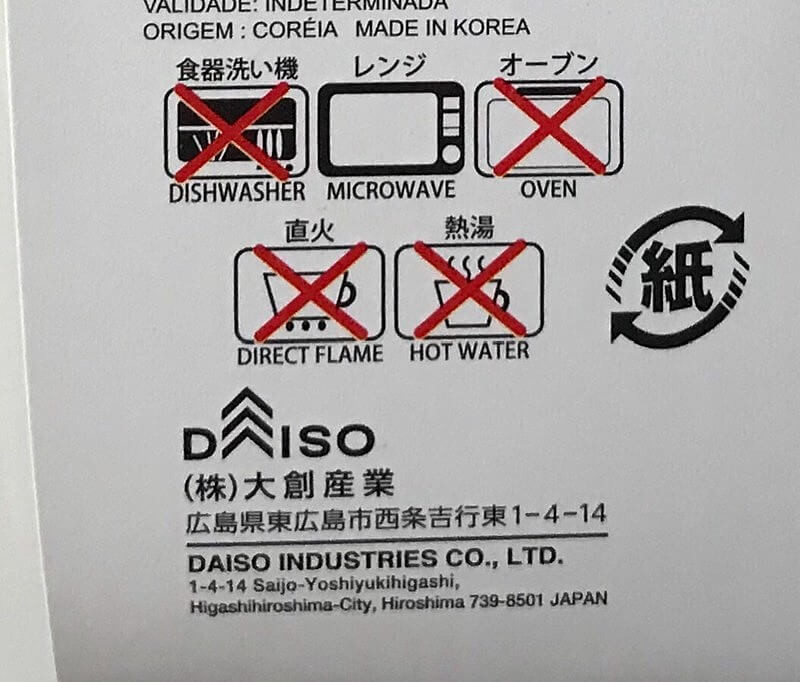 VALIDADE: INDETERMINADA
ORIGEM : CORÉIA MADE IN KOREA
食器洗い機 レンジ オーブン
DISHWASHER MICROWAVE OVEN
直火 熱湯
DIRECT FLAME HOT WATER
紙
DAISO
(株)大創産業
広島県東広島市西条吉行東1-4-14
DAISO INDUSTRIES CO., LTD.
1-4-14 Saijo-Yoshiyukihigashi,
Higashihiroshima-City, Hiroshima 739-8501 JAPAN